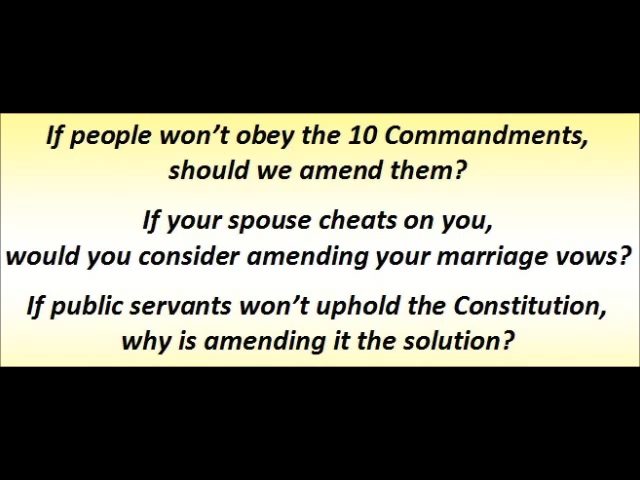 If people won’t obey the 10 Commandments,
should we amend them?
If your spouse cheats on you,
would you consider amending your marriage vows?
If public servants won’t uphold the Constitution,
why is amending it the solution?